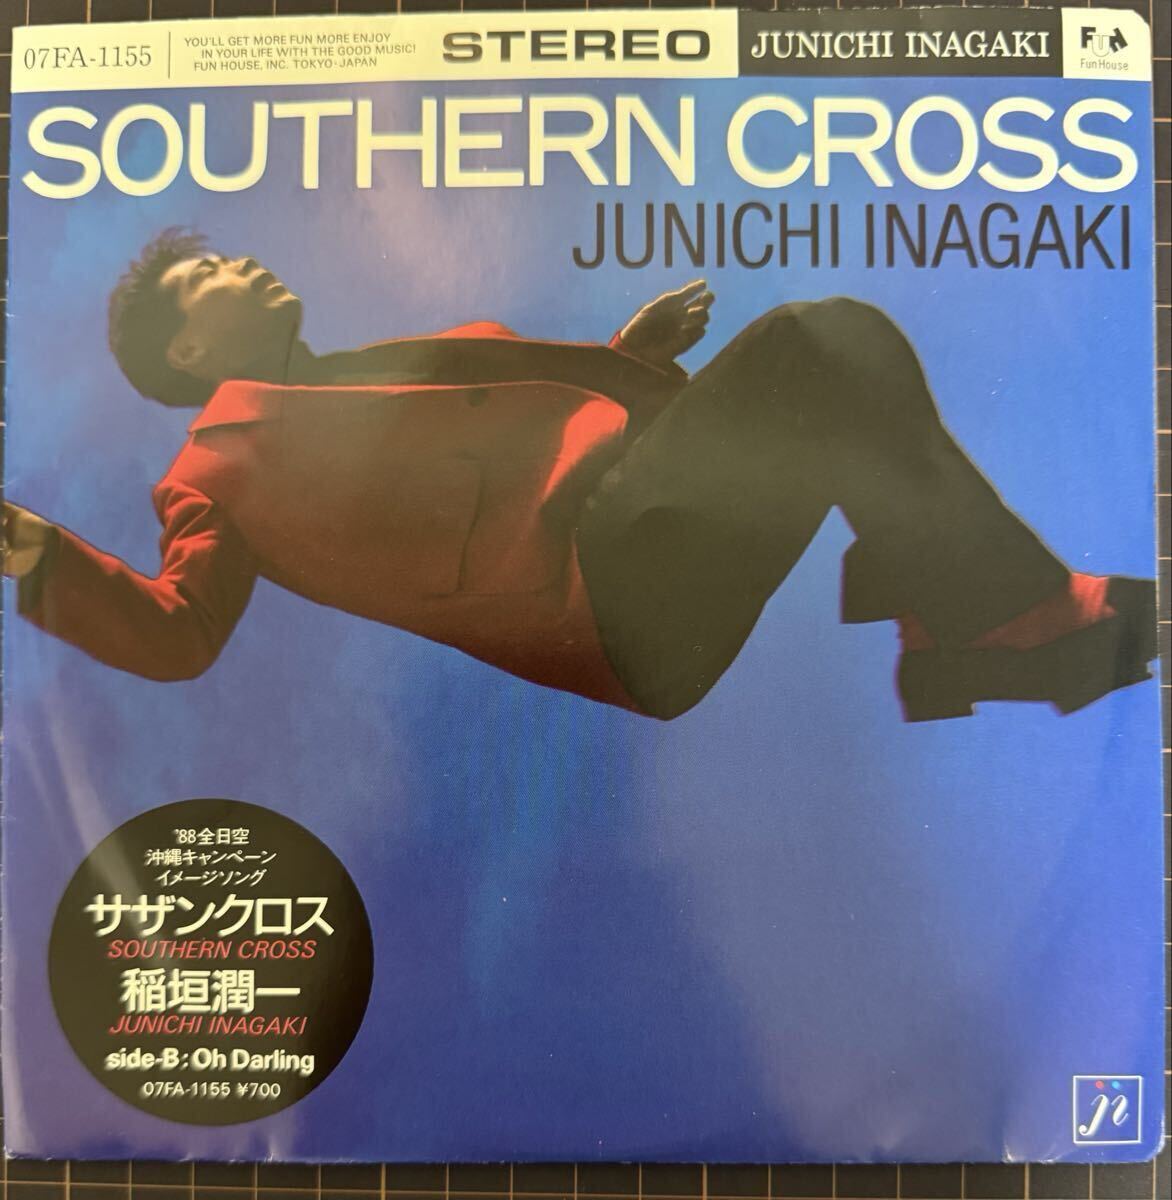 07FA-1155
YOU'LL GET MORE FUN MORE ENJOY
IN YOUR LIFE WITH THE GOOD MUSIC!
FUN HOUSE, INC. TOKYO·JAPAN
STEREO
JUNICHI INAGAKI
FUN
Fun House
SOUTHERN CROSS
JUNICHI INAGAKI
'88全日空
沖縄キャンペーン
イメージソング
サザンクロス
SOUTHERN CROSS
稲垣潤一
JUNICHI INAGAKI
side-B: Oh Darling
07FA-1155 ¥700
ji